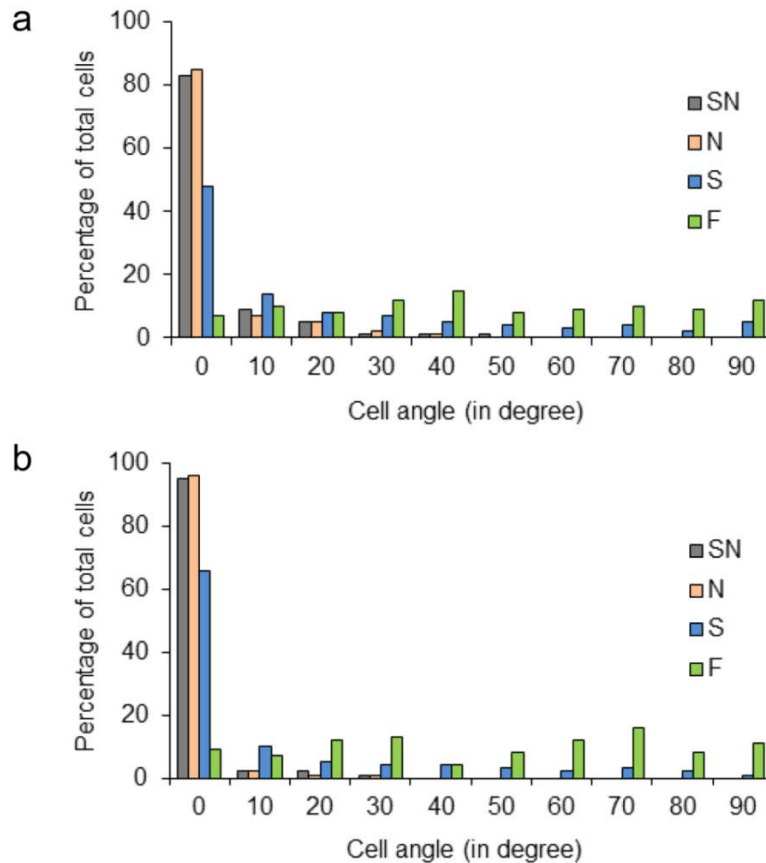 a
Percentage of total cells
100
80
60
40
20
0
SN
N
S
F
0 10 20 30 40 50 60 70 80 90
Cell angle (in degree)
b
Percentage of total cells
100
80
60
40
20
0
SN
N
S
F
0 10 20 30 40 50 60 70 80 90
Cell angle (in degree)